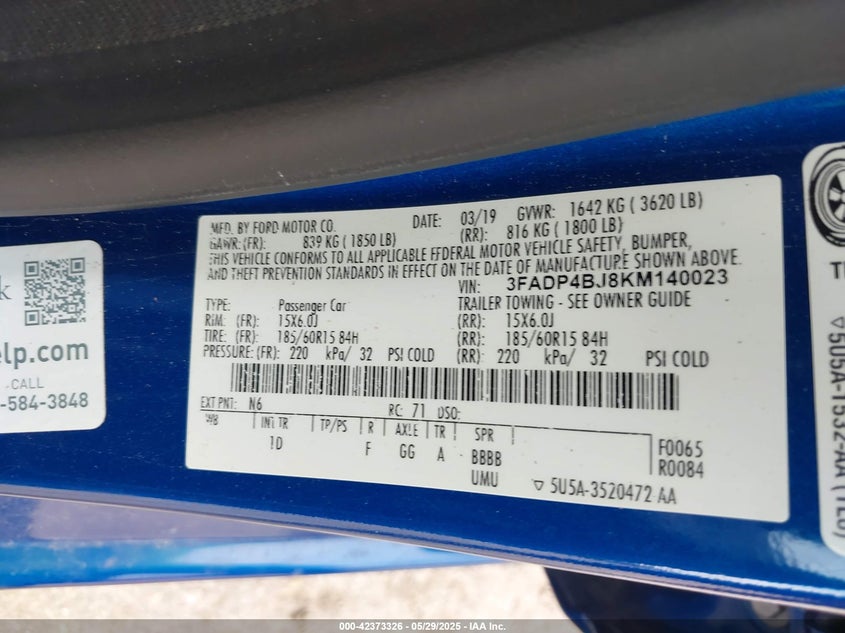 MFD. BY FORD MOTOR CO. DATE: 03/19 GVWR: 1642 KG ( 3620 LB)
GAWR: (FR): 839 KG ( 1850 LB) (RR): 816 KG ( 1800 LB)
THIS VEHICLE CONFORMS TO ALL APPLICABLE FEDERAL MOTOR VEHICLE SAFETY, BUMPER,
AND THEFT PREVENTION STANDARDS IN EFFECT ON THE DATE OF MANUFACTURE SHOWN ABOVE.
VIN: 3FADP4BJ8KM140023
TYPE: Passenger Car TRAILER TOWING - SEE OWNER GUIDE
RIM: (FR): 15X6.0J (RR): 15X6.0J
TIRE: (FR): 185/60R15 84H (RR): 185/60R15 84H
PRESSURE: (FR): 220 kPa/ 32 PSI COLD (RR): 220 kPa/ 32 PSI COLD
EXT PNT: N6 RC: 71 DSO:
WB INT TR TP/PS R AXLE TR SPR
1D F GG A BBBB F0065
UMU R0084
5U5A-3520472 AA
k
elp.com
CALL
-584-3848
5U5A-1532-AA (TLS)
000-42373326 - 05/29/2025 - IAA Inc.